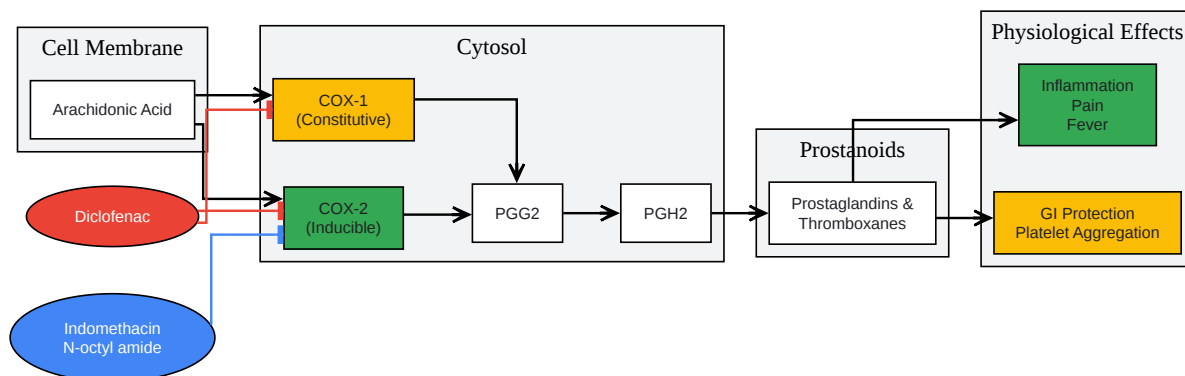 Cell Membrane
Arachidonic Acid
Diclofenac
Indomethacin
N-octyl amide
Cytosol
COX-1
(Constitutive)
COX-2
(Inducible)
PGG2
PGH2
Prostanoids
Prostaglandins &
Thromboxanes
Physiological Effects
Inflammation
Pain
Fever
GI Protection
Platelet Aggregation